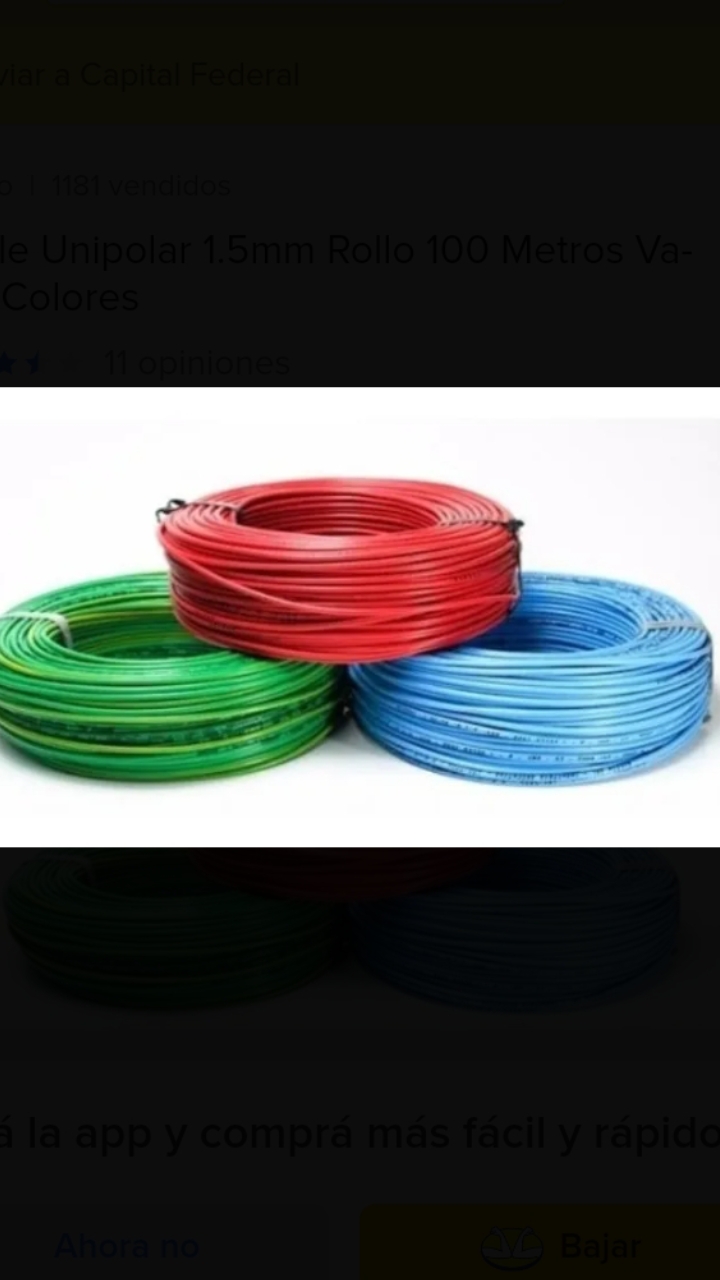 viar a Capital Federal
o | 1181 vendidos
le Unipolar 1.5mm Rollo 100 Metros Va-
Colores
11 opiniones
á la app y comprá más fácil y rápido
Ahora no
Bajar